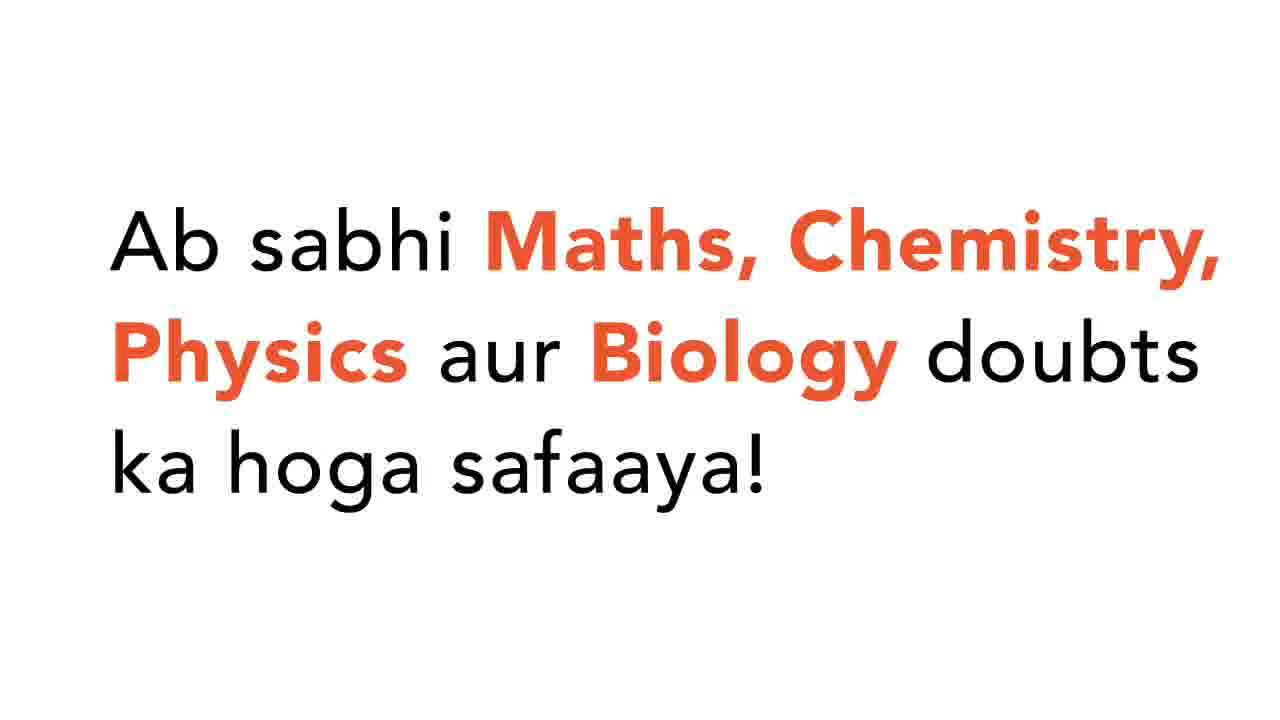 Ab sabhi Maths, Chemistry,
Physics aur Biology doubts
ka hoga safaaya!